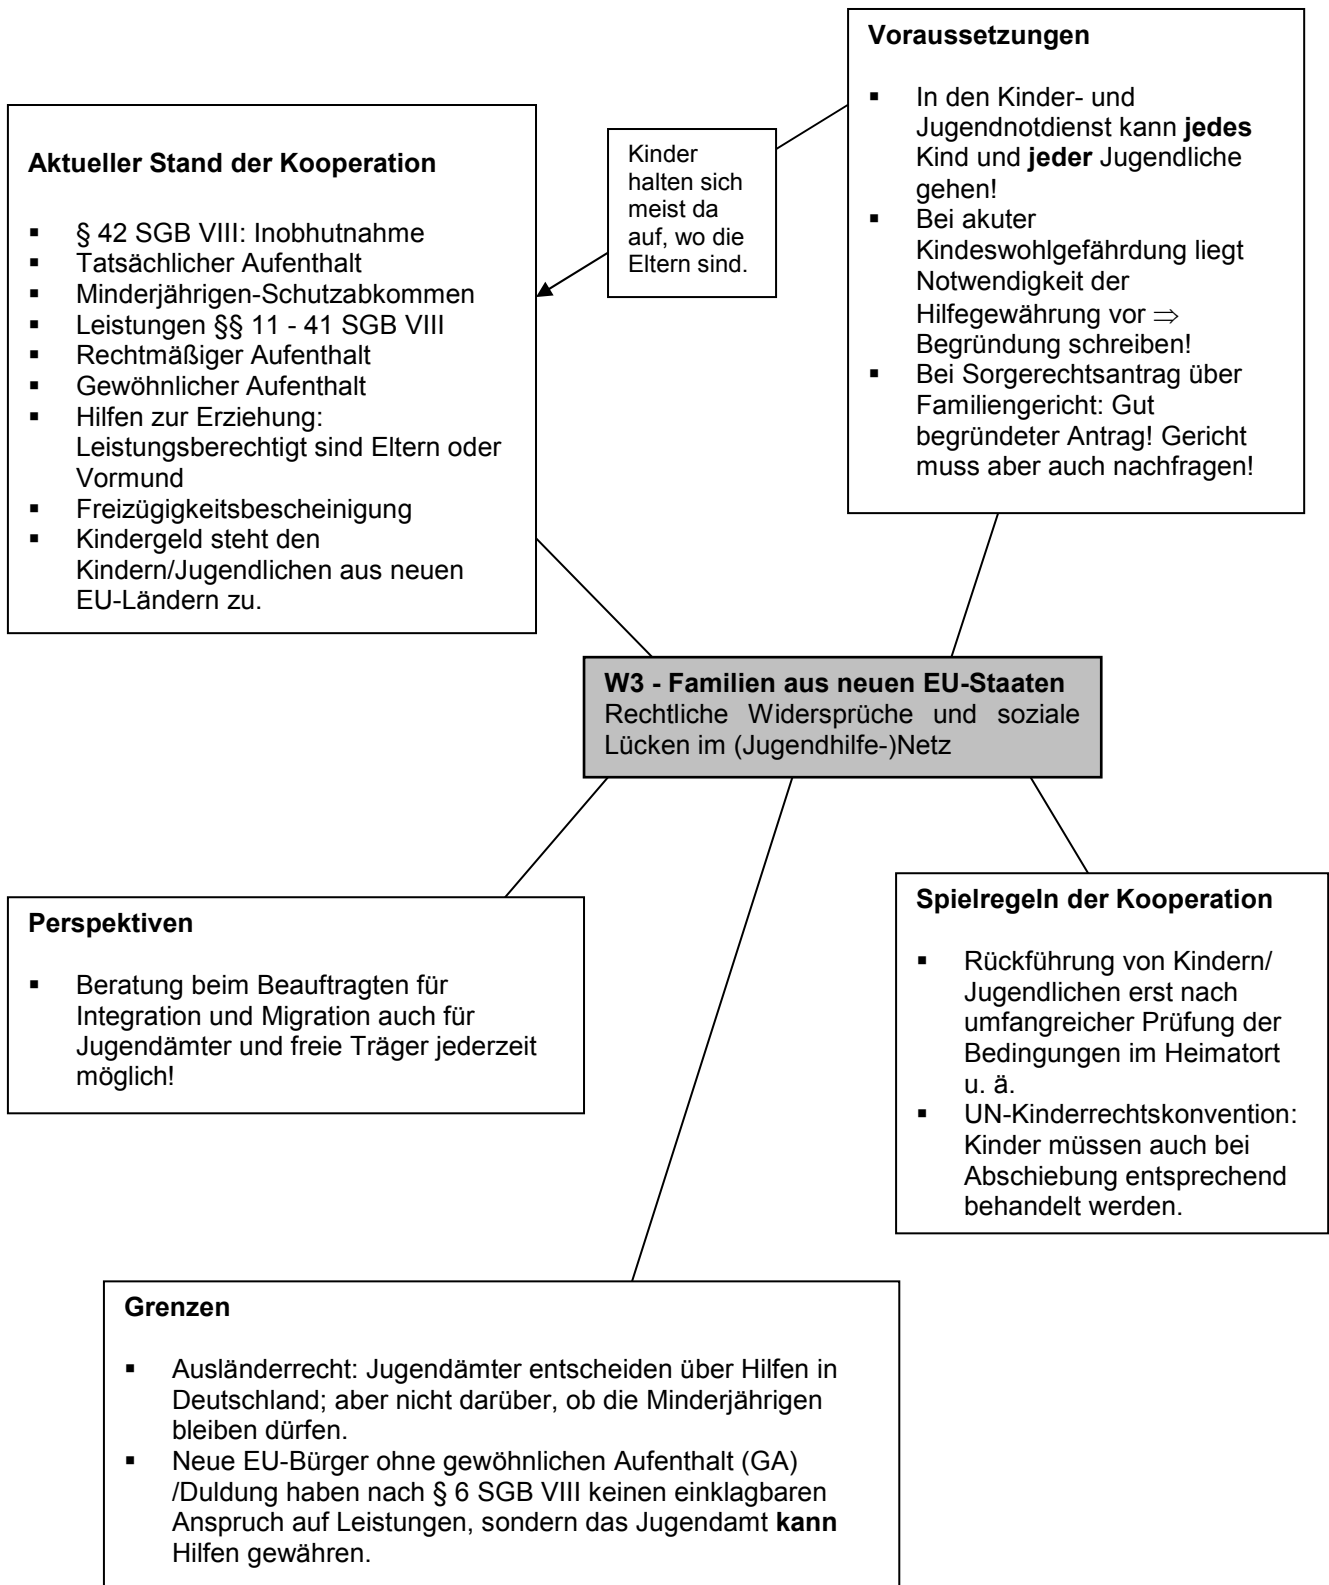 Voraussetzungen
▪ In den Kinder- und
Jugendnotdienst kann jedes
Kind und jeder Jugendliche
gehen!
▪ Bei akuter
Kindeswohlgefährdung liegt
Notwendigkeit der
Hilfegewährung vor ⇒
Begründung schreiben!
▪ Bei Sorgerechtsantrag über
Familiengericht: Gut
begründeter Antrag! Gericht
muss aber auch nachfragen!
Kinder
halten sich
meist da
auf, wo die
Eltern sind.
Aktueller Stand der Kooperation
▪ § 42 SGB VIII: Inobhutnahme
▪ Tatsächlicher Aufenthalt
▪ Minderjährigen-Schutzabkommen
▪ Leistungen §§ 11 - 41 SGB VIII
▪ Rechtmäßiger Aufenthalt
▪ Gewöhnlicher Aufenthalt
▪ Hilfen zur Erziehung:
Leistungsberechtigt sind Eltern oder
Vormund
▪ Freizügigkeitsbescheinigung
▪ Kindergeld steht den
Kindern/Jugendlichen aus neuen
EU-Ländern zu.
W3 - Familien aus neuen EU-Staaten
Rechtliche Widersprüche und soziale
Lücken im (Jugendhilfe-)Netz
Perspektiven
▪ Beratung beim Beauftragten für
Integration und Migration auch für
Jugendämter und freie Träger jederzeit
möglich!
Spielregeln der Kooperation
▪ Rückführung von Kindern/
Jugendlichen erst nach
umfangreicher Prüfung der
Bedingungen im Heimatort
u. ä.
▪ UN-Kinderrechtskonvention:
Kinder müssen auch bei
Abschiebung entsprechend
behandelt werden.
Grenzen
▪ Ausländerrecht: Jugendämter entscheiden über Hilfen in
Deutschland; aber nicht darüber, ob die Minderjährigen
bleiben dürfen.
▪ Neue EU-Bürger ohne gewöhnlichen Aufenthalt (GA)
/Duldung haben nach § 6 SGB VIII keinen einklagbaren
Anspruch auf Leistungen, sondern das Jugendamt kann
Hilfen gewähren.